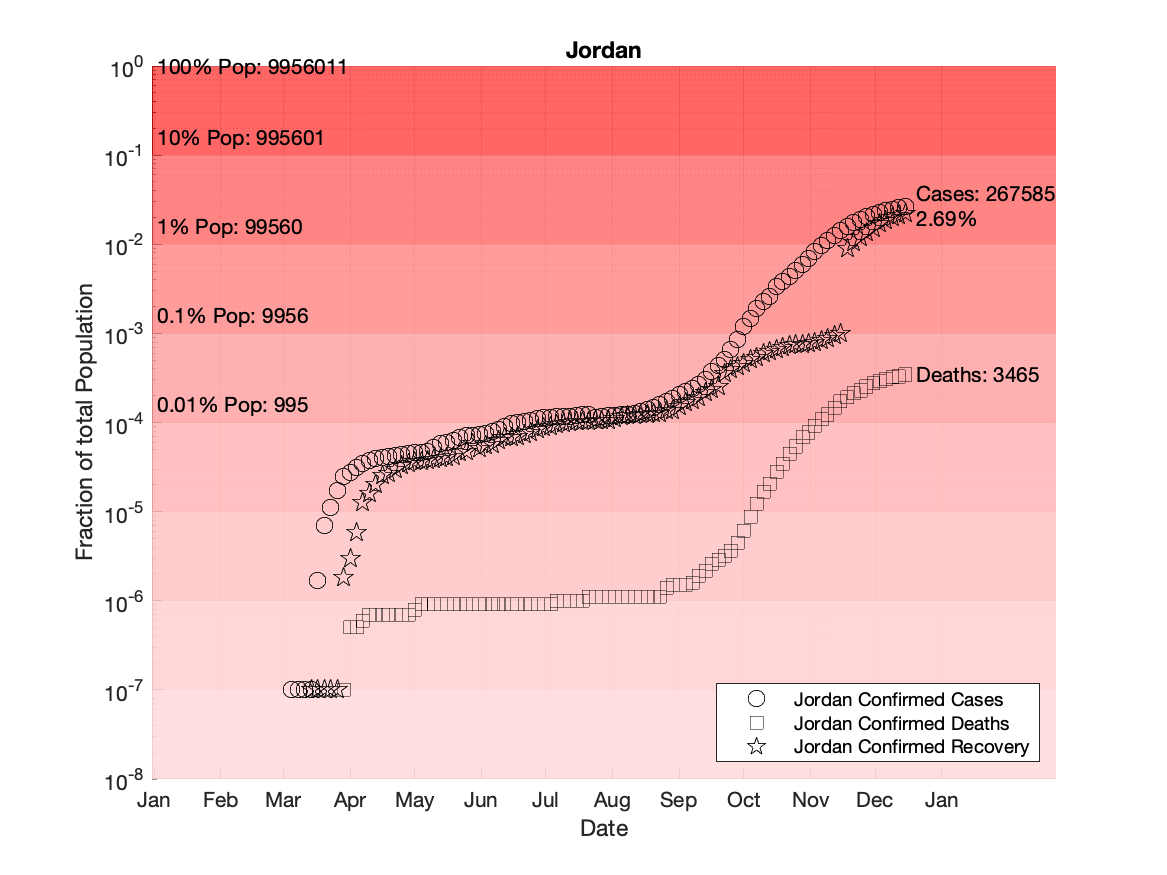 Jordan
10^0
100% Pop: 9956011
10% Pop: 995601
10^-1
Cases: 267585
2.69%
1% Pop: 99560
10^-2
0.1% Pop: 9956
10^-3
Deaths: 3465
0.01% Pop: 995
10^-4
10^-5
10^-6
10^-7
10^-8
Fraction of total Population
Jordan Confirmed Cases
Jordan Confirmed Deaths
Jordan Confirmed Recovery
Jan Feb Mar Apr May Jun Jul Aug Sep Oct Nov Dec Jan
Date